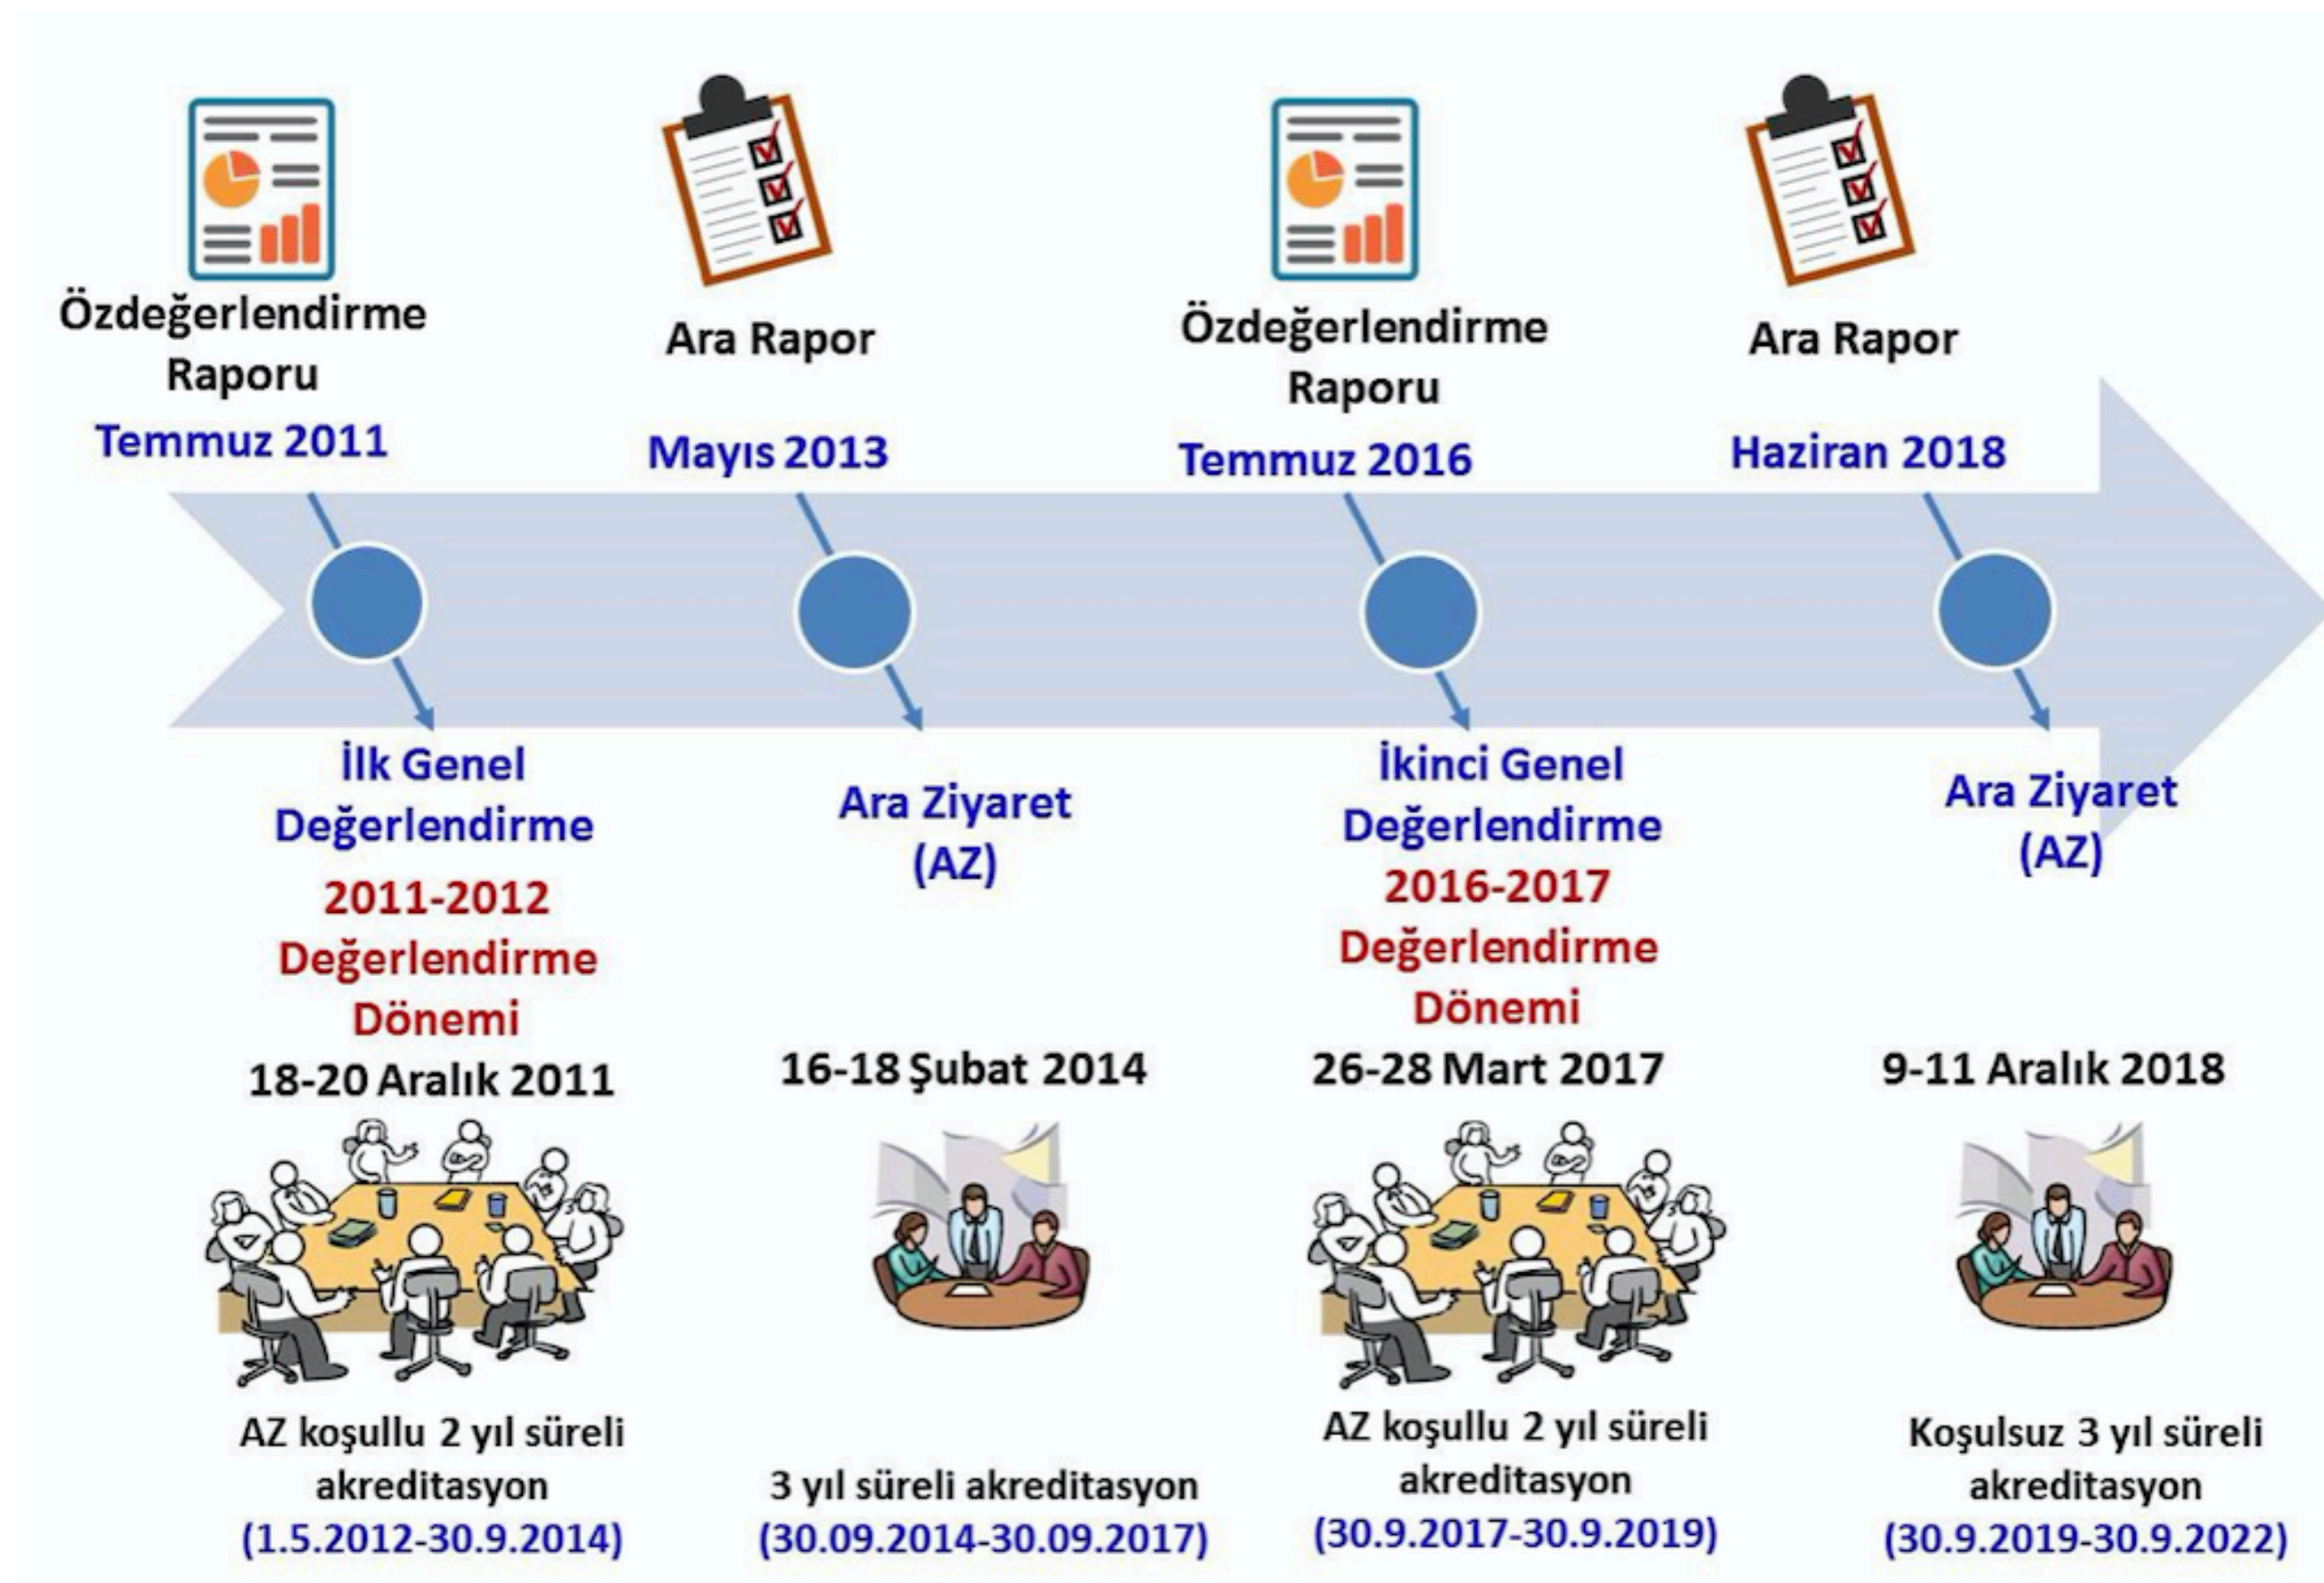 Özdeğerlendirme
Raporu
Temmuz 2011
Ara Rapor
Mayıs 2013
Özdeğerlendirme
Raporu
Temmuz 2016
Ara Rapor
Haziran 2018
İlk Genel
Değerlendirme
2011-2012
Değerlendirme
Dönemi
18-20 Aralık 2011
AZ koşullu 2 yıl süreli
akreditasyon
(1.5.2012-30.9.2014)
Ara Ziyaret
(AZ)
16-18 Şubat 2014
3 yıl süreli akreditasyon
(30.09.2014-30.09.2017)
İkinci Genel
Değerlendirme
2016-2017
Değerlendirme
Dönemi
26-28 Mart 2017
AZ koşullu 2 yıl süreli
akreditasyon
(30.9.2017-30.9.2019)
Ara Ziyaret
(AZ)
9-11 Aralık 2018
Koşulsuz 3 yıl süreli
akreditasyon
(30.9.2019-30.9.2022)